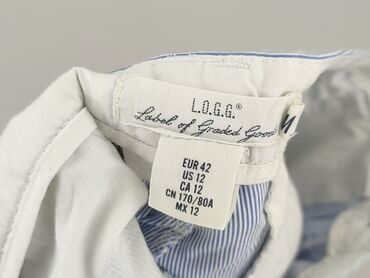 L.O.G.G.®
Label of Graded Goods
EUR 42
US 12
CA 12
CN 170/80A
MX 12